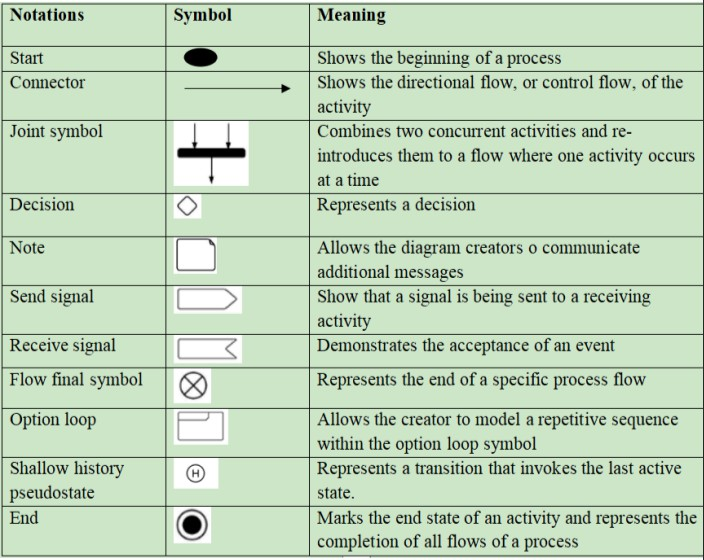 Notations Symbol Meaning
Start Shows the beginning of a process
Connector Shows the directional flow, or control flow, of the
activity
Joint symbol Combines two concurrent activities and re-
introduces them to a flow where one activity occurs
at a time
Decision Represents a decision
Note Allows the diagram creators o communicate
additional messages
Send signal Show that a signal is being sent to a receiving
activity
Receive signal Demonstrates the acceptance of an event
Flow final symbol Represents the end of a specific process flow
Option loop Allows the creator to model a repetitive sequence
within the option loop symbol
Shallow history H Represents a transition that invokes the last active
pseudostate state.
End Marks the end state of an activity and represents the
completion of all flows of a process